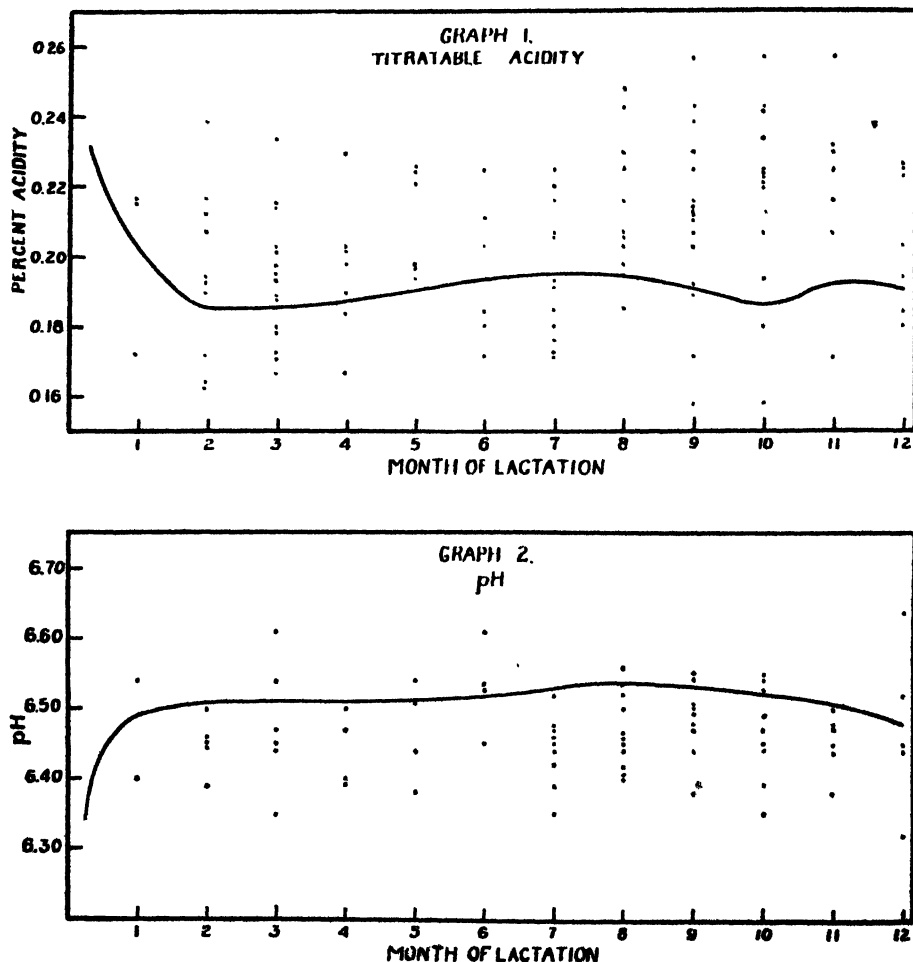 GRAPH 1.
TITRATABLE ACIDITY
PERCENT ACIDITY
0.26
0.24
0.22
0.20
0.18
0.16
1 2 3 4 5 6 7 8 9 10 11 12
MONTH OF LACTATION
GRAPH 2.
pH
pH
6.70
6.60
6.50
6.40
6.30
1 2 3 4 5 6 7 8 9 10 11 12
MONTH OF LACTATION